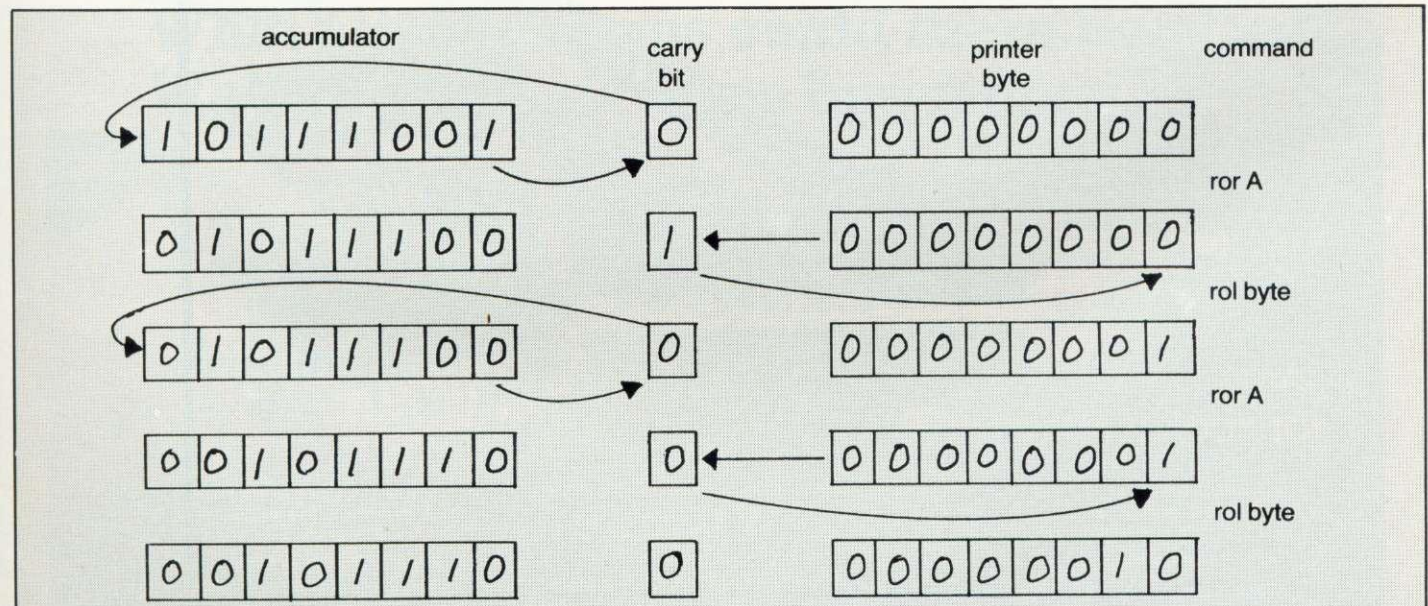 accumulator carry bit printer byte command
1 0 1 1 1 0 0 1 0 0 0 0 0 0 0 0 0
ror A
0 1 0 1 1 1 0 0 1 0 0 0 0 0 0 0 0
rol byte
0 1 0 1 1 1 0 0 0 0 0 0 0 0 0 0 1
ror A
0 0 1 0 1 1 1 0 0 0 0 0 0 0 0 0 1
rol byte
0 0 1 0 1 1 1 0 0 0 0 0 0 0 0 1 0